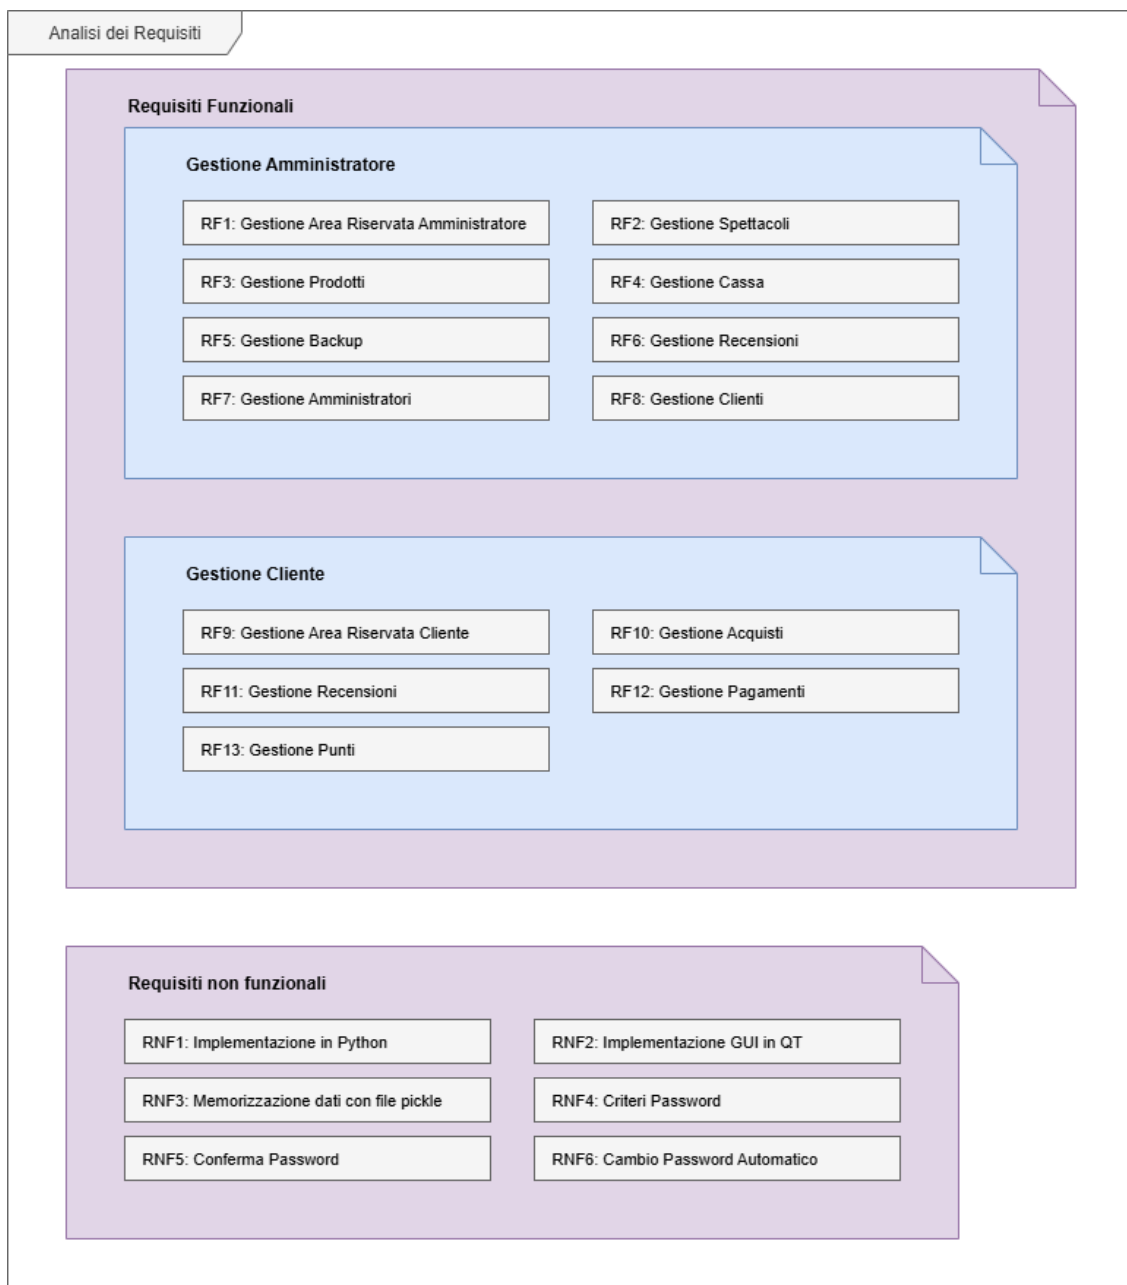 Analisi dei Requisiti
Requisiti Funzionali
Gestione Amministratore
RF1: Gestione Area Riservata Amministratore
RF2: Gestione Spettacoli
RF3: Gestione Prodotti
RF4: Gestione Cassa
RF5: Gestione Backup
RF6: Gestione Recensioni
RF7: Gestione Amministratori
RF8: Gestione Clienti
Gestione Cliente
RF9: Gestione Area Riservata Cliente
RF10: Gestione Acquisti
RF11: Gestione Recensioni
RF12: Gestione Pagamenti
RF13: Gestione Punti
Requisiti non funzionali
RNF1: Implementazione in Python
RNF2: Implementazione GUI in QT
RNF3: Memorizzazione dati con file pickle
RNF4: Criteri Password
RNF5: Conferma Password
RNF6: Cambio Password Automatico